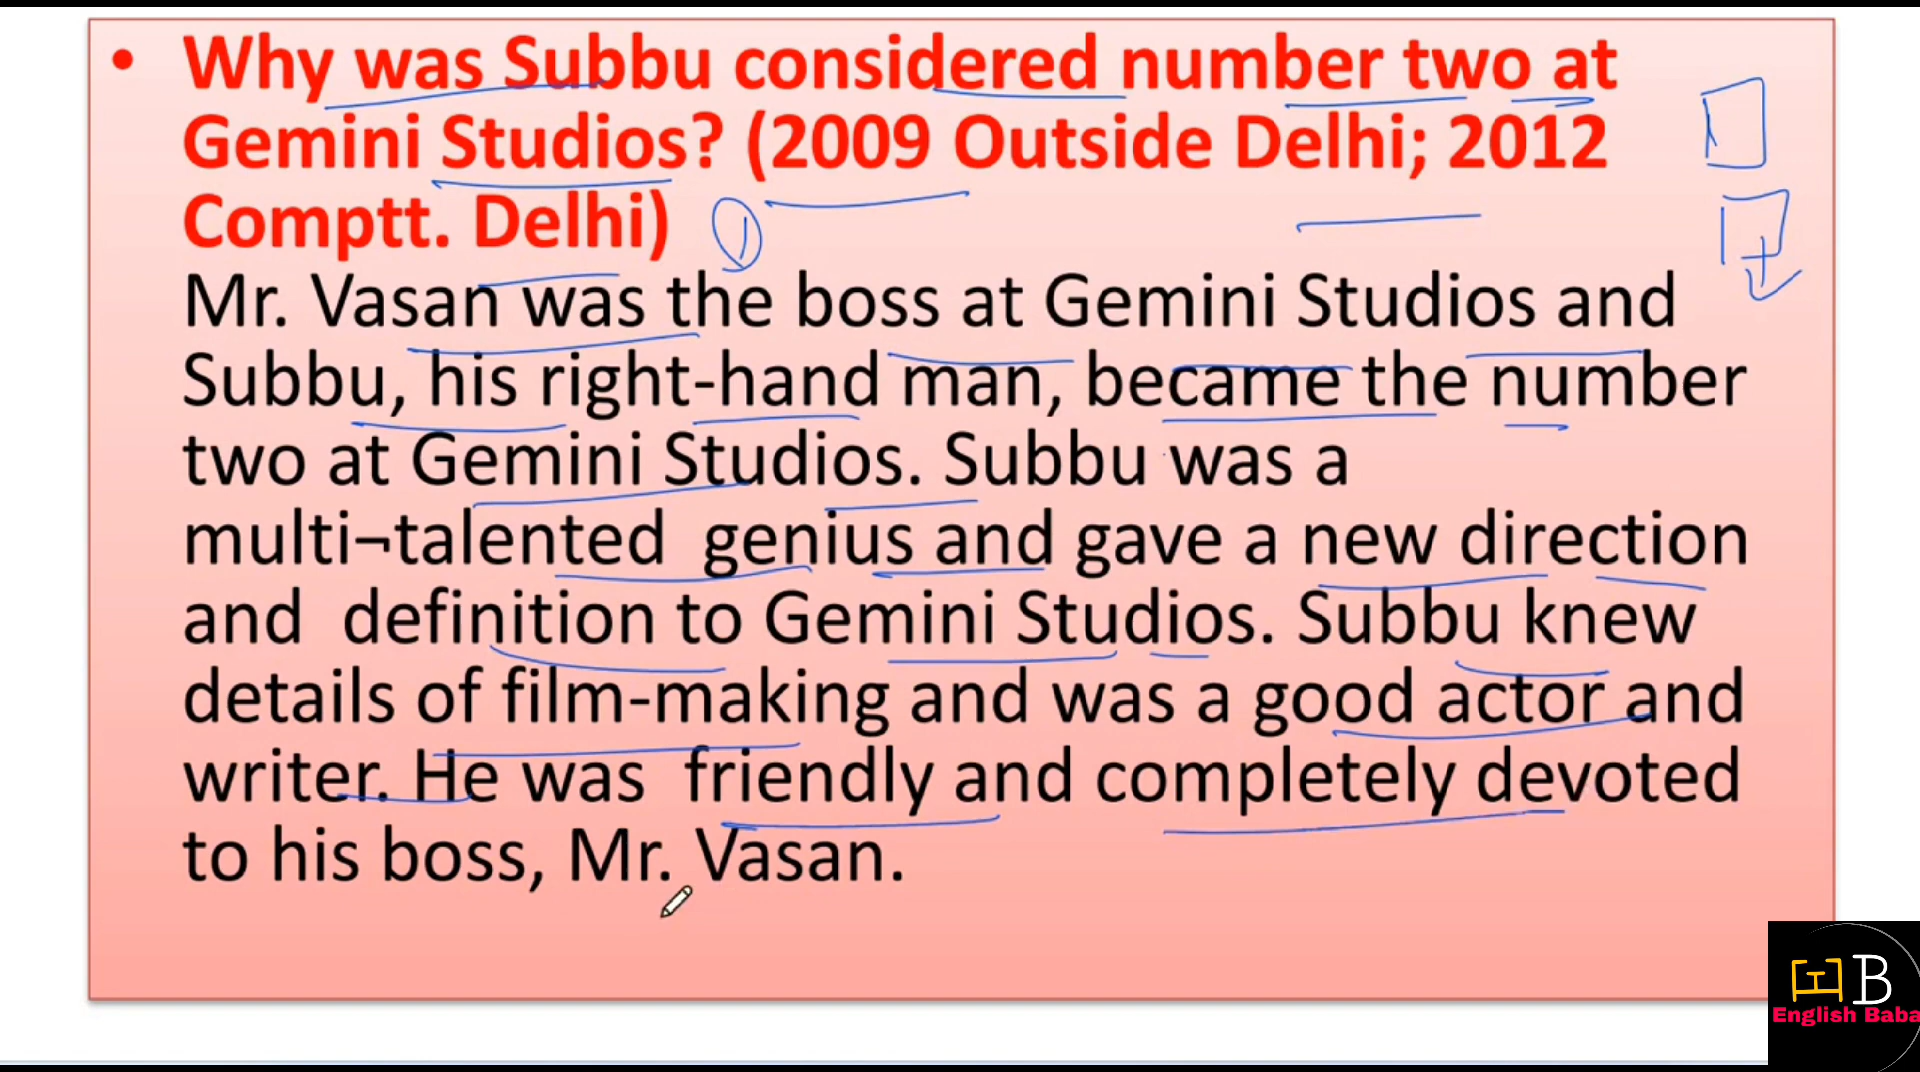 • Why was Subbu considered number two at
Gemini Studios? (2009 Outside Delhi; 2012
Comptt. Delhi)
Mr. Vasan was the boss at Gemini Studios and
Subbu, his right-hand man, became the number
two at Gemini Studios. Subbu was a
multi¬talented genius and gave a new direction
and definition to Gemini Studios. Subbu knew
details of film-making and was a good actor and
writer. He was friendly and completely devoted
to his boss, Mr. Vasan.
1
EB
English Baba